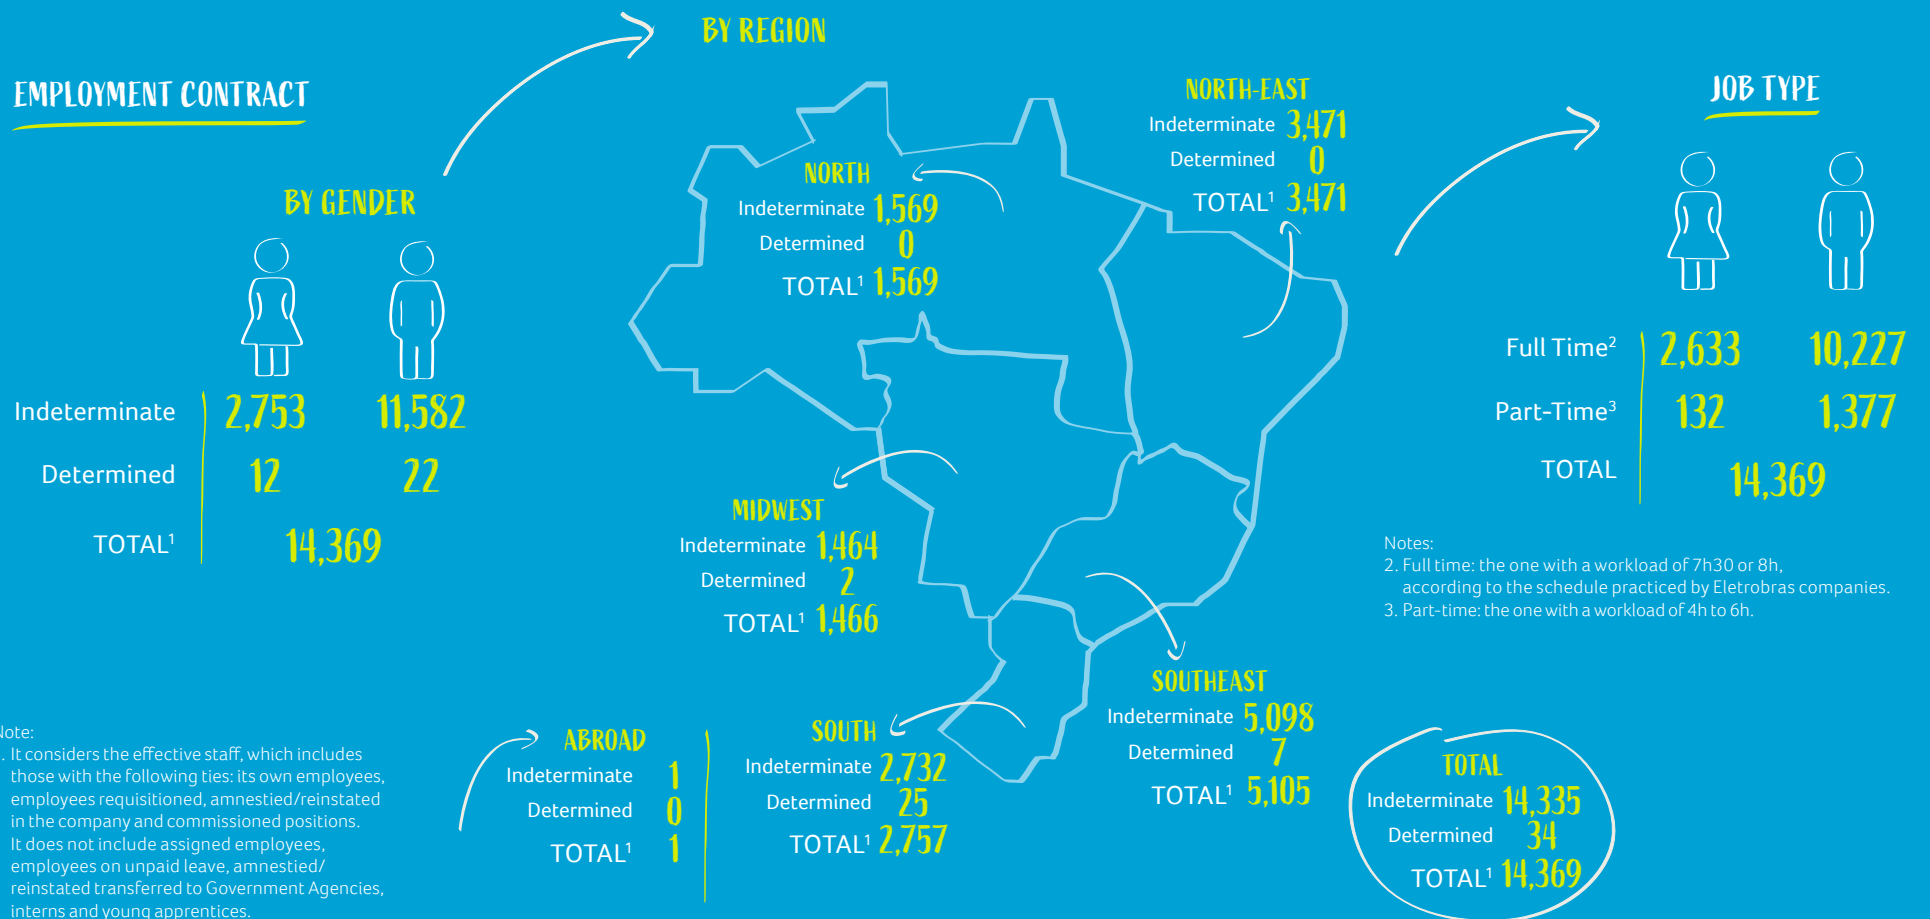 EMPLOYMENT CONTRACT
BY GENDER
Indeterminate 2,753 11,582
Determined 12 22
TOTAL¹ 14,369
BY REGION
NORTH
Indeterminate 1,569
Determined 0
TOTAL¹ 1,569
NORTH-EAST
Indeterminate 3,471
Determined 0
TOTAL¹ 3,471
MIDWEST
Indeterminate 1,464
Determined 2
TOTAL¹ 1,466
SOUTHEAST
Indeterminate 5,098
Determined 7
TOTAL¹ 5,105
SOUTH
Indeterminate 2,732
Determined 25
TOTAL¹ 2,757
ABROAD
Indeterminate 1
Determined 0
TOTAL¹ 1
TOTAL
Indeterminate 14,335
Determined 34
TOTAL¹ 14,369
JOB TYPE
Full Time² 2,633 10,227
Part-Time³ 132 1,377
TOTAL 14,369
Notes:
2. Full time: the one with a workload of 7h30 or 8h,
according to the schedule practiced by Eletrobras companies.
3. Part-time: the one with a workload of 4h to 6h.
Note:
. It considers the effective staff, which includes
those with the following ties: its own employees,
employees requisitioned, amnestied/reinstated
in the company and commissioned positions.
It does not include assigned employees,
employees on unpaid leave, amnestied/
reinstated transferred to Government Agencies,
interns and young apprentices.